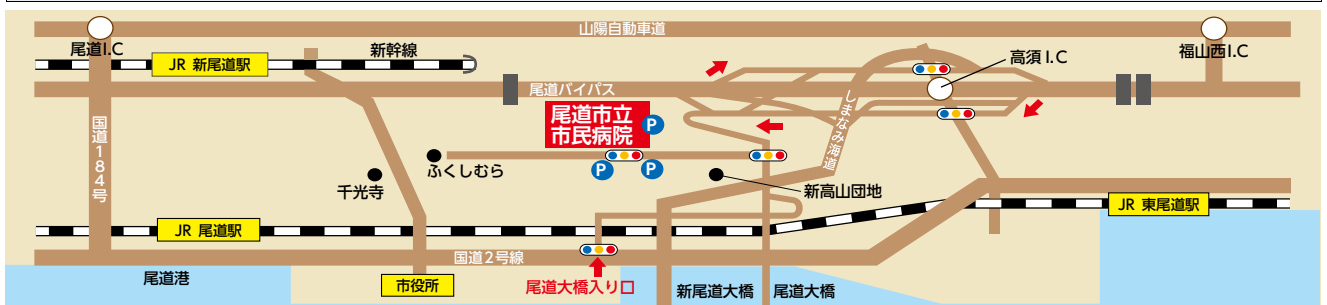 山陽自動車道
尾道I.C
新幹線
高須I.C
福山西I.C
JR 新尾道駅
尾道バイパス
尾道市立
市民病院
P
しまなみ海道
国道184号
ふくしむら
P
P
千光寺
新高山団地
JR 東尾道駅
JR 尾道駅
国道2号線
尾道港
市役所
尾道大橋入り口
新尾道大橋
尾道大橋